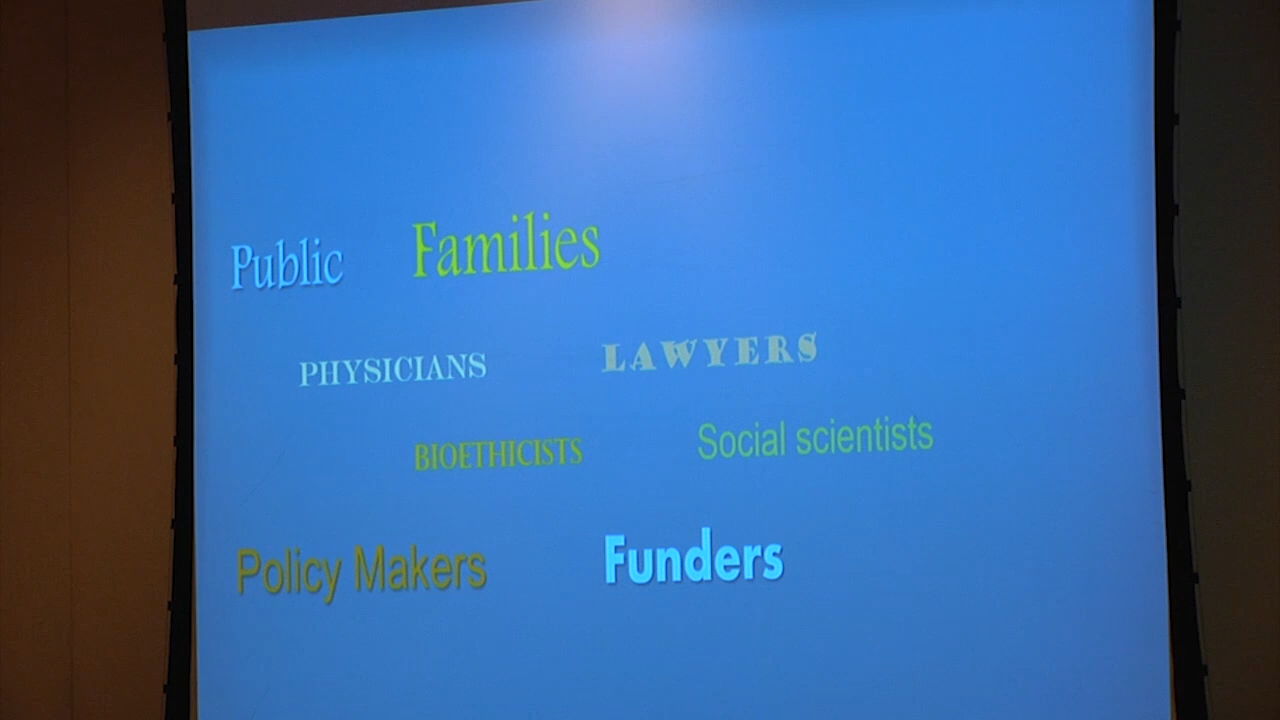 Public Families
PHYSICIANS LAWYERS
BIOETHICISTS Social scientists
Policy Makers Funders